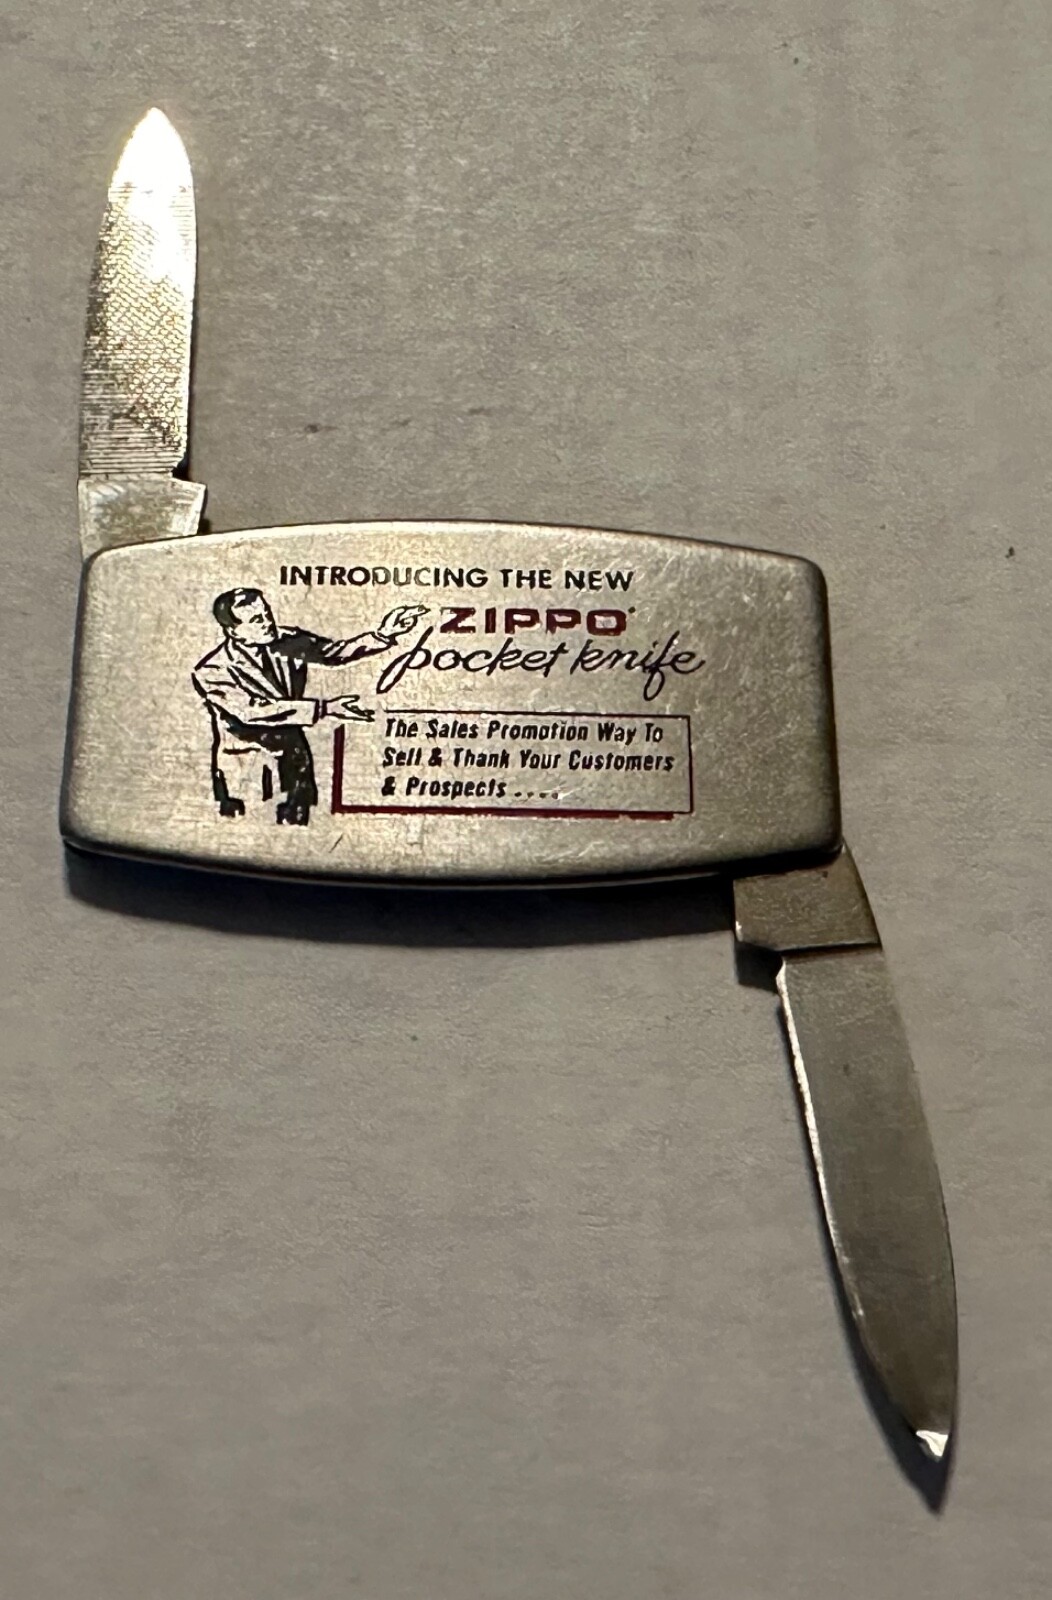 INTRODUCING THE NEW
ZIPPO
pocket knife
The Sales Promotion Way To
Sell & Thank Your Customers
& Prospects ....